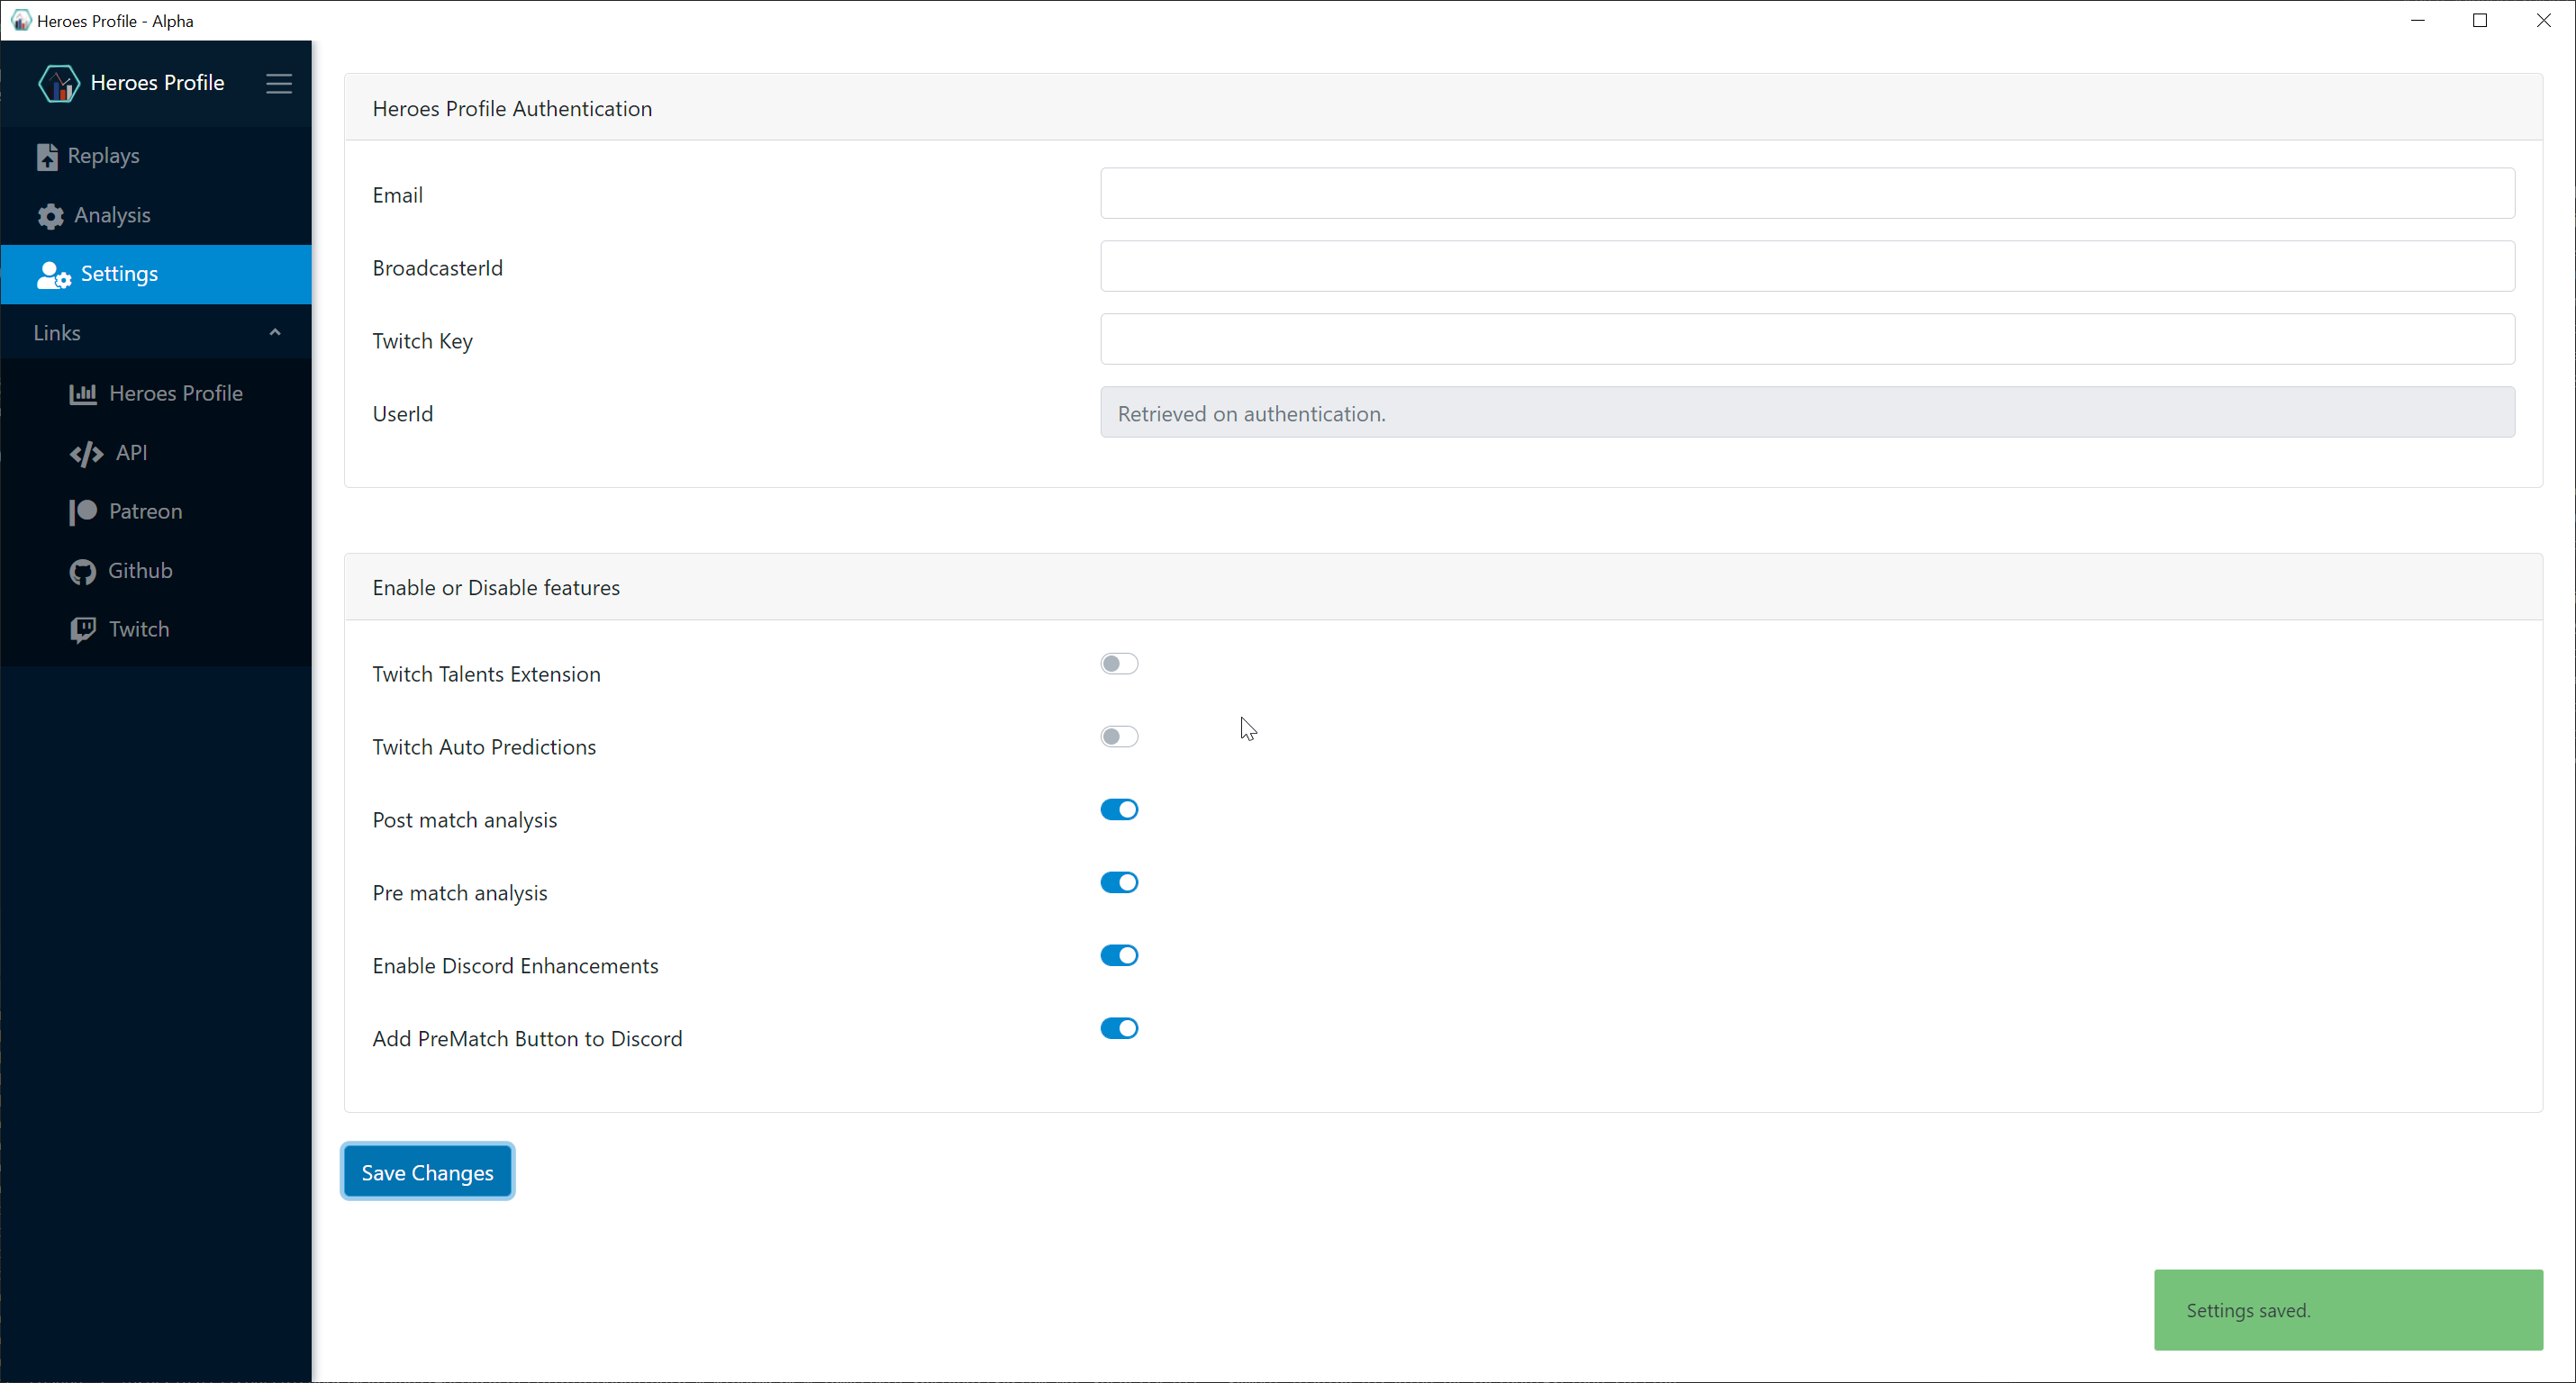 Heroes Profile - Alpha
Heroes Profile
Replays
Analysis
Settings
Links
Heroes Profile
API
Patreon
Github
Twitch
Heroes Profile Authentication
Email
BroadcasterId
Twitch Key
UserId
Retrieved on authentication.
Enable or Disable features
Twitch Talents Extension
Twitch Auto Predictions
Post match analysis
Pre match analysis
Enable Discord Enhancements
Add PreMatch Button to Discord
Save Changes
Settings saved.